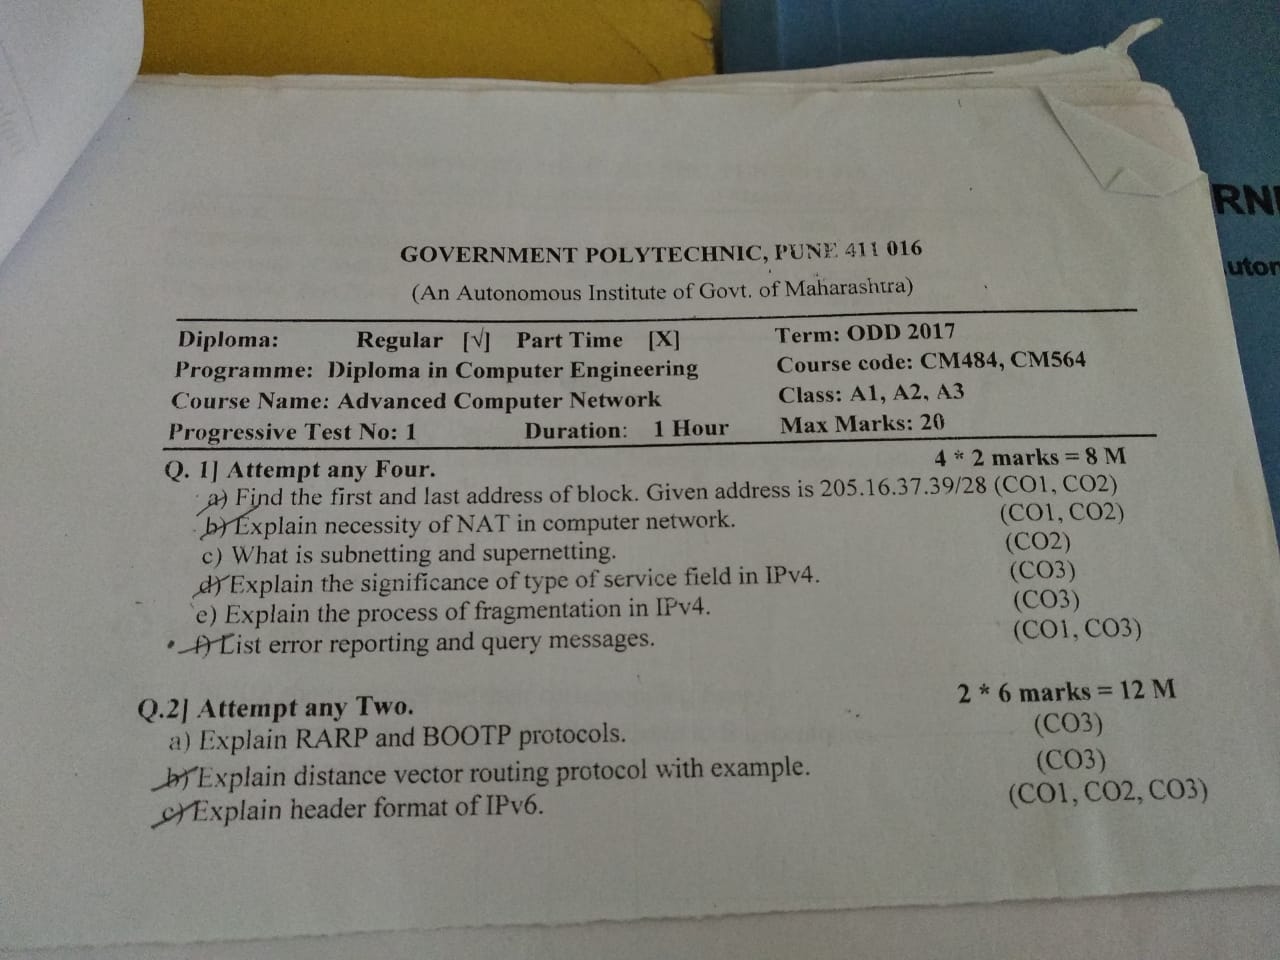 GOVERNMENT POLYTECHNIC, PUNE 411 016
(An Autonomous Institute of Govt. of Maharashtra)
Diploma: Regular [√] Part Time [X] Term: ODD 2017
Programme: Diploma in Computer Engineering Course code: CM484, CM564
Course Name: Advanced Computer Network Class: A1, A2, A3
Progressive Test No: 1 Duration: 1 Hour Max Marks: 20
Q. 1] Attempt any Four. 4 * 2 marks = 8 M
a) Find the first and last address of block. Given address is 205.16.37.39/28 (CO1, CO2)
b) Explain necessity of NAT in computer network. (CO1, CO2)
c) What is subnetting and supernetting. (CO2)
d) Explain the significance of type of service field in IPv4. (CO3)
e) Explain the process of fragmentation in IPv4. (CO3)
f) List error reporting and query messages. (CO1, CO3)
Q.2] Attempt any Two. 2 * 6 marks = 12 M
a) Explain RARP and BOOTP protocols. (CO3)
b) Explain distance vector routing protocol with example. (CO3)
c) Explain header format of IPv6. (CO1, CO2, CO3)
RN
uton